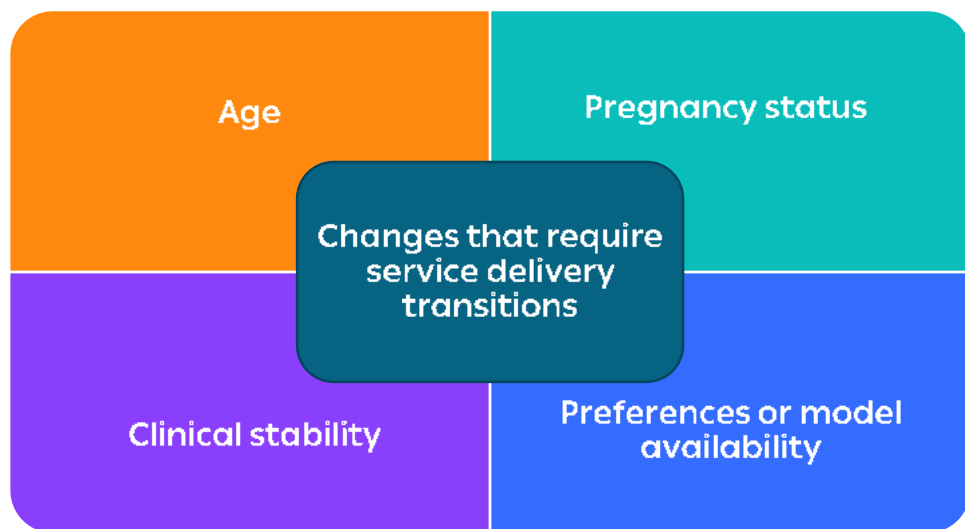 Age
Pregnancy status
Changes that require
service delivery
transitions
Clinical stability
Preferences or model
availability